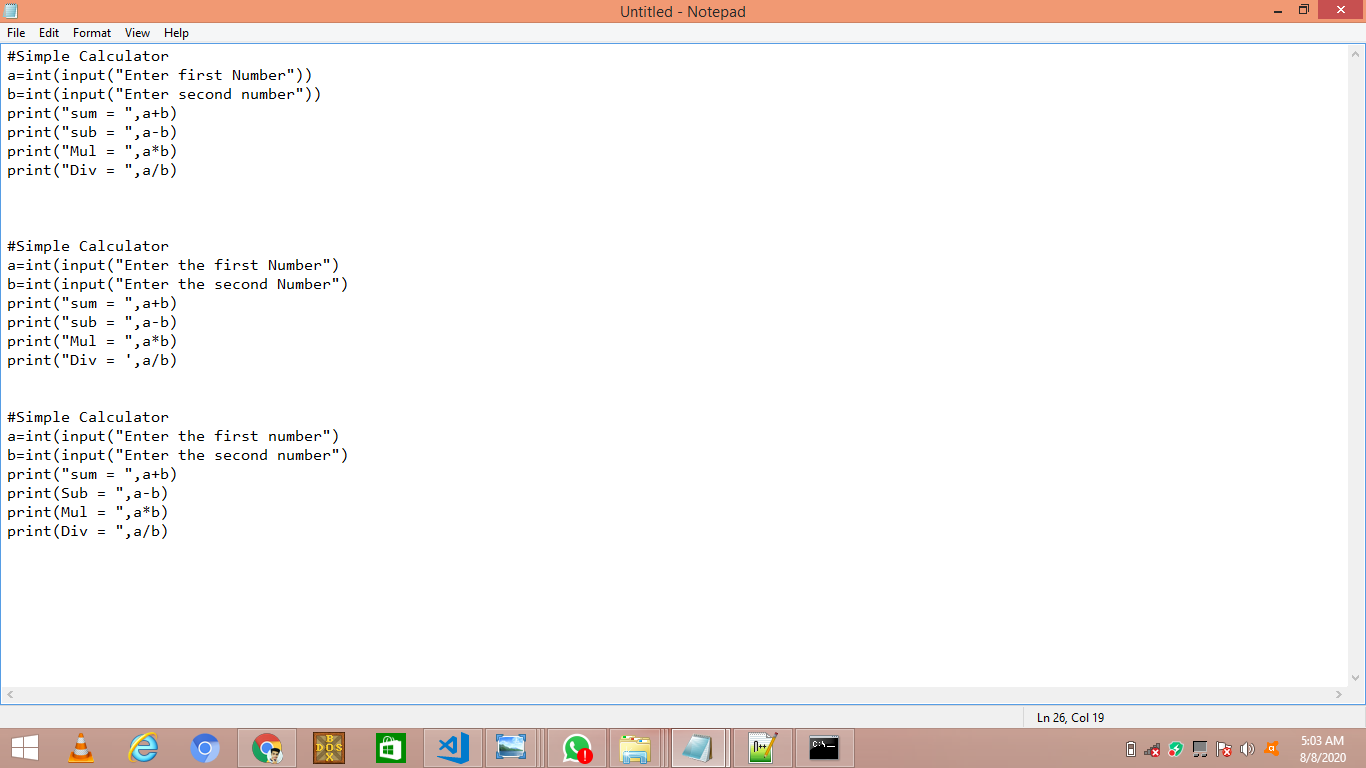 Untitled - Notepad
File Edit Format View Help
#Simple Calculator
a=int(input("Enter first Number"))
b=int(input("Enter second number"))
print("sum = ",a+b)
print("sub = ",a-b)
print("Mul = ",a*b)
print("Div = ",a/b)
#Simple Calculator
a=int(input("Enter the first Number")
b=int(input("Enter the second Number")
print("sum = ",a+b)
print("sub = ",a-b)
print("Mul = ",a*b)
print("Div = ',a/b)
#Simple Calculator
a=int(input("Enter the first number")
b=int(input("Enter the second number")
print("sum = ",a+b)
print(Sub = ",a-b)
print(Mul = ",a*b)
print(Div = ",a/b)
Ln 26, Col 19
5:03 AM
8/8/2020